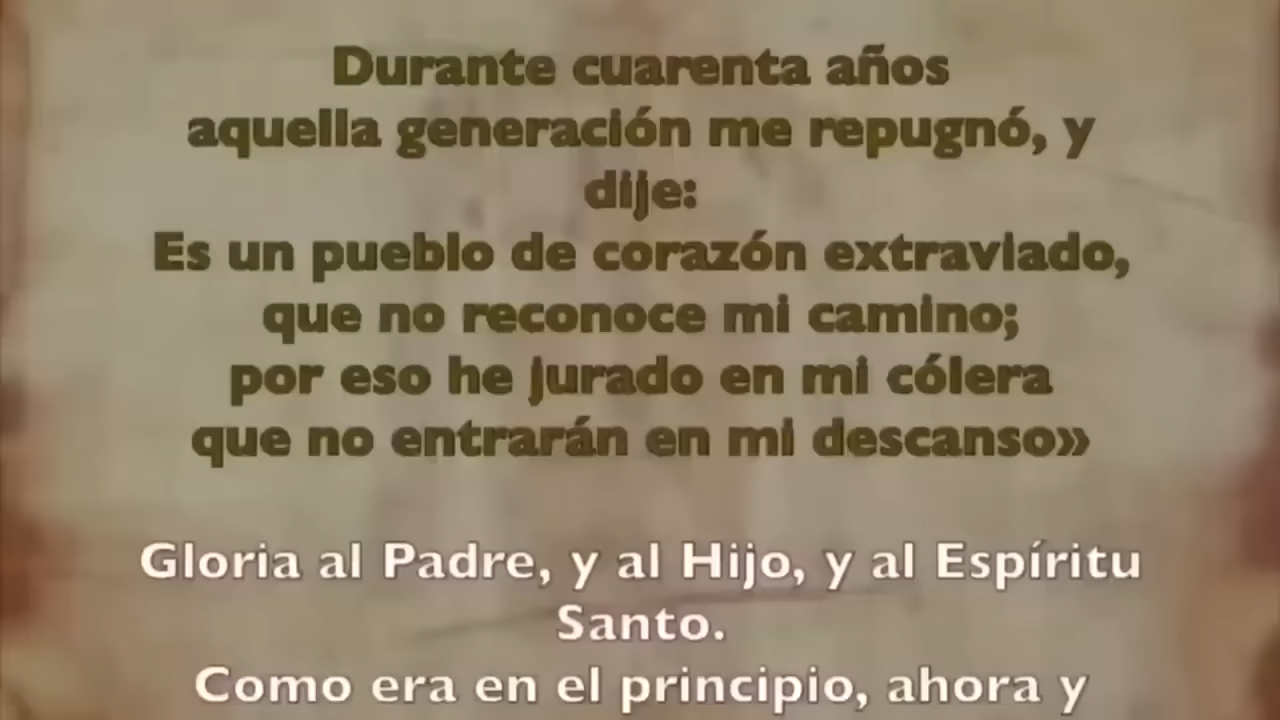 Durante cuarenta años
aquella generación me repugnó, y
dije:
Es un pueblo de corazón extraviado,
que no reconoce mi camino;
por eso he jurado en mi cólera
que no entrarán en mi descanso»
Gloria al Padre, y al Hijo, y al Espíritu
Santo.
Como era en el principio, ahora y